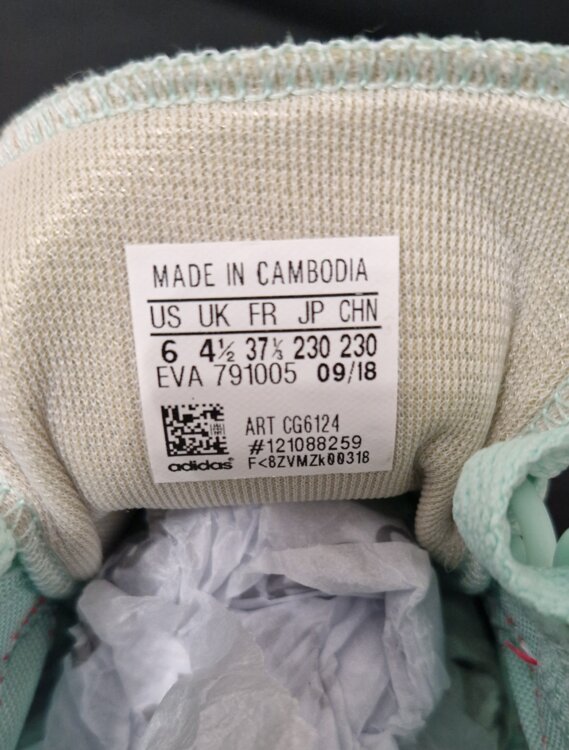 MADE IN CAMBODIA
US UK FR JP CHN
6 4½ 37⅓ 230 230
EVA 791005 09/18
ART CG6124
#121088259
adidas F<8ZVMZk00318